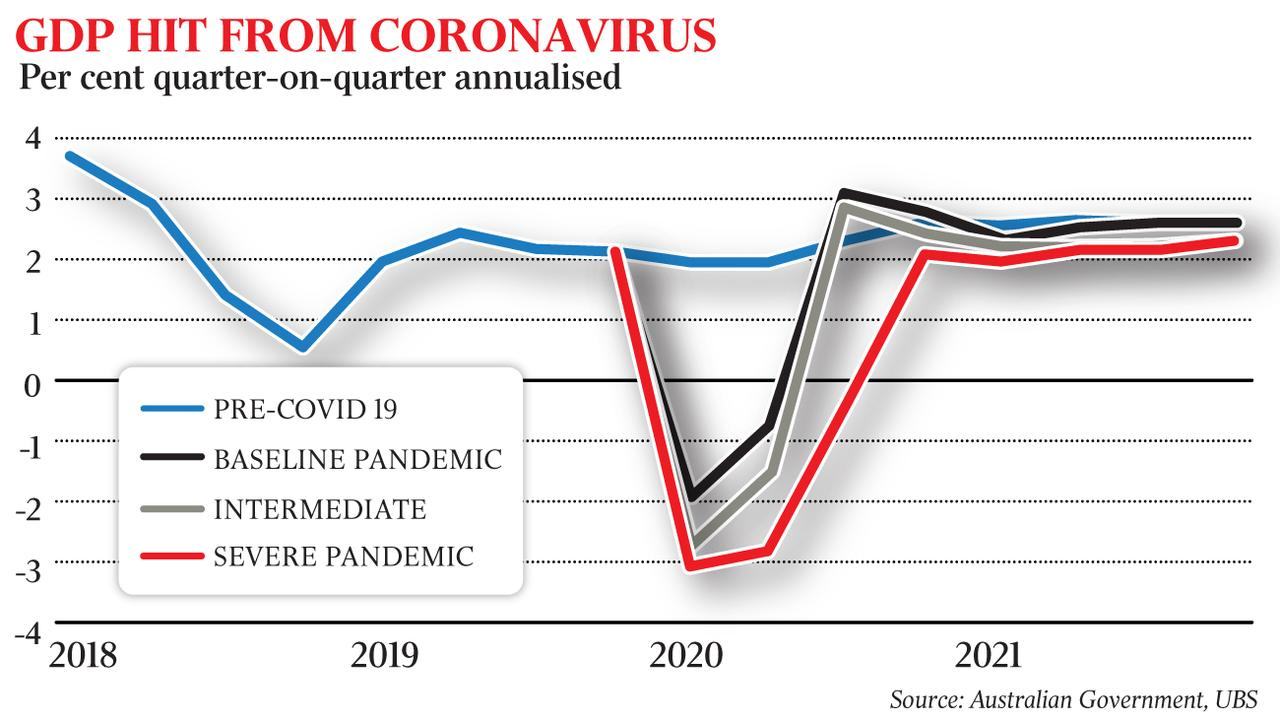 GDP HIT FROM CORONAVIRUS
Per cent quarter-on-quarter annualised
4
3
2
1
0
-1
-2
-3
-4
PRE-COVID 19
BASELINE PANDEMIC
INTERMEDIATE
SEVERE PANDEMIC
2018 2019 2020 2021
Source: Australian Government, UBS